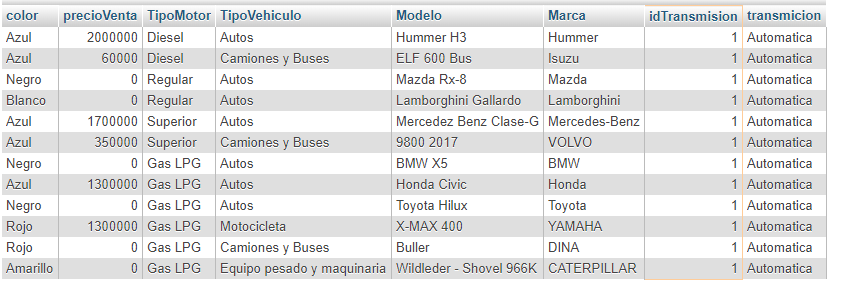 color precioVenta TipoMotor TipoVehiculo Modelo Marca idTransmision transmicion
Azul 2000000 Diesel Autos Hummer H3 Hummer 1 Automatica
Azul 60000 Diesel Camiones y Buses ELF 600 Bus Isuzu 1 Automatica
Negro 0 Regular Autos Mazda Rx-8 Mazda 1 Automatica
Blanco 0 Regular Autos Lamborghini Gallardo Lamborghini 1 Automatica
Azul 1700000 Superior Autos Mercedez Benz Clase-G Mercedes-Benz 1 Automatica
Azul 350000 Superior Camiones y Buses 9800 2017 VOLVO 1 Automatica
Negro 0 Gas LPG Autos BMW X5 BMW 1 Automatica
Azul 1300000 Gas LPG Autos Honda Civic Honda 1 Automatica
Negro 0 Gas LPG Autos Toyota Hilux Toyota 1 Automatica
Rojo 1300000 Gas LPG Motocicleta X-MAX 400 YAMAHA 1 Automatica
Rojo 0 Gas LPG Camiones y Buses Buller DINA 1 Automatica
Amarillo 0 Gas LPG Equipo pesado y maquinaria Wildleder - Shovel 966K CATERPILLAR 1 Automatica